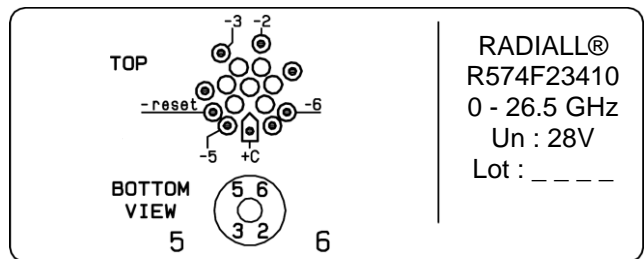 -3 -2
TOP
-reset
-6
-5 +C
BOTTOM
VIEW
5 6
3 2
5 6
RADIALL®
R574F23410
0 - 26.5 GHz
Un : 28V
Lot : _ _ _ _